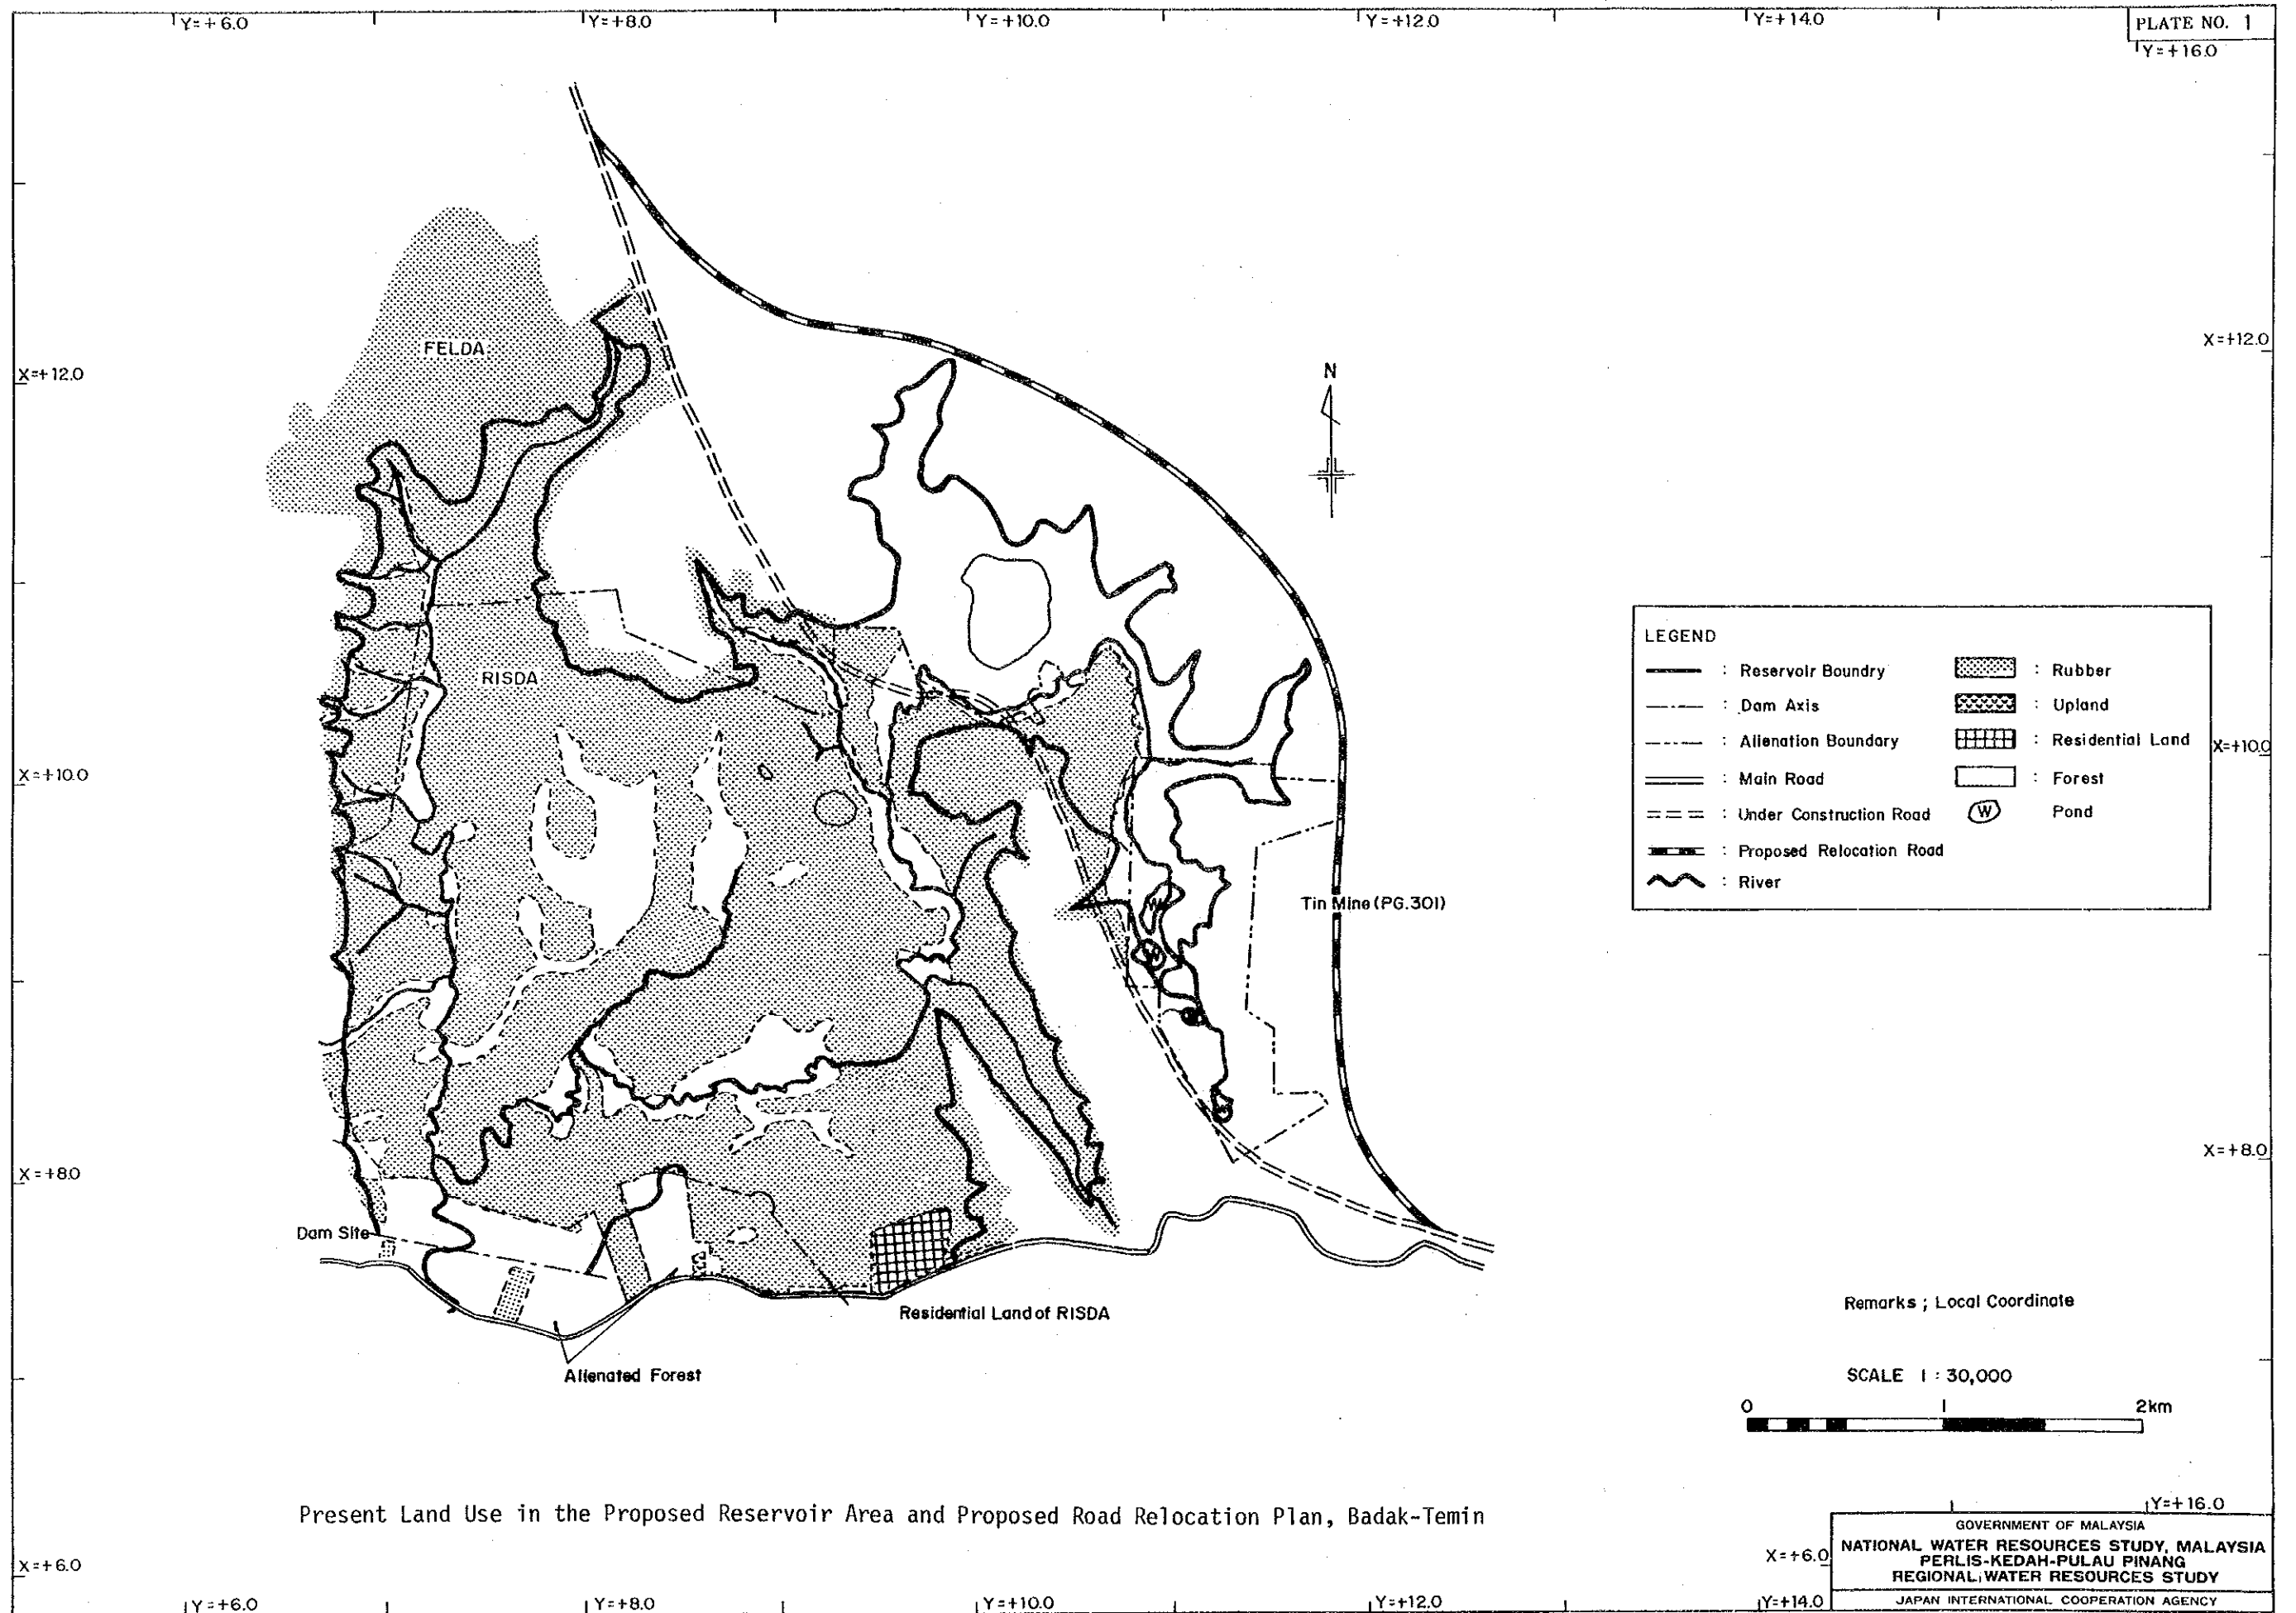 Y=+6.0
Y=+8.0
Y=+10.0
Y=+12.0
Y=+14.0
PLATE NO. 1
Y=+16.0
FELDA
X=+12.0
X=+12.0
N
RISDA
LEGEND
: Reservoir Boundry
: Dam Axis
: Alienation Boundary
: Main Road
: Under Construction Road
: Proposed Relocation Road
: River
: Rubber
: Upland
: Residential Land
: Forest
W
Pond
X=+10.0
X=+10.0
W
W
Tin Mine (PG.301)
X=+8.0
X=+8.0
Dam Site
Residential Land of RISDA
Alienated Forest
Remarks ; Local Coordinate
SCALE 1 : 30,000
0 1 2km
Present Land Use in the Proposed Reservoir Area and Proposed Road Relocation Plan, Badak-Temin
Y=+16.0
X=+6.0
X=+6.0
GOVERNMENT OF MALAYSIA
NATIONAL WATER RESOURCES STUDY, MALAYSIA
PERLIS-KEDAH-PULAU PINANG
REGIONAL WATER RESOURCES STUDY
JAPAN INTERNATIONAL COOPERATION AGENCY
Y=+6.0
Y=+8.0
Y=+10.0
Y=+12.0
Y=+14.0